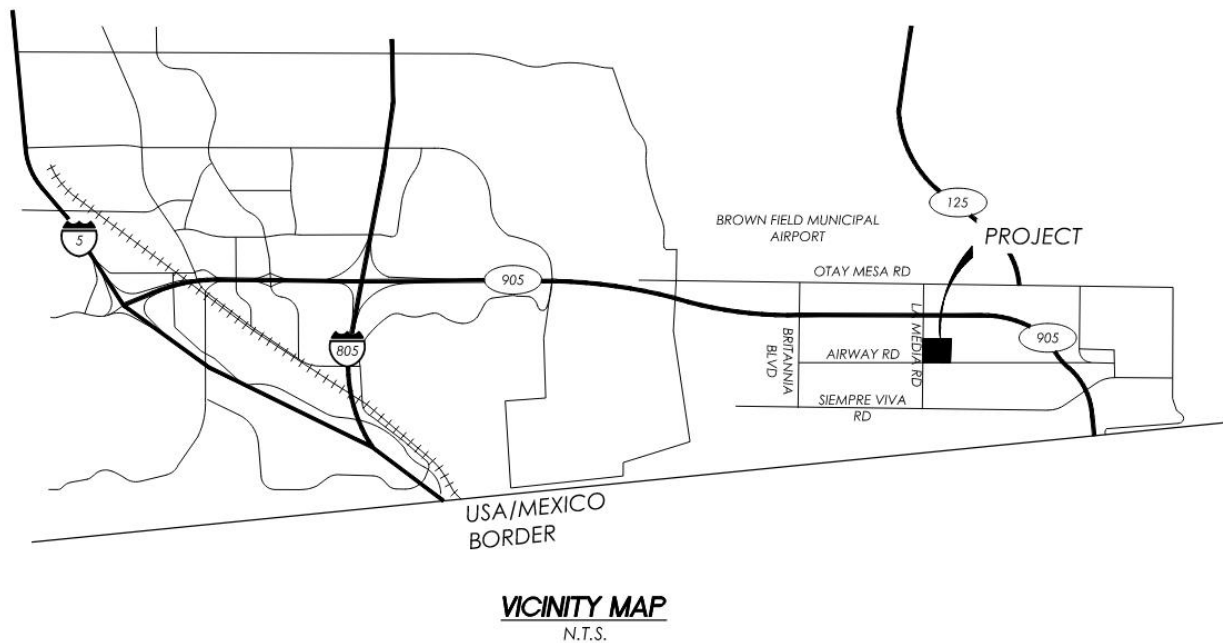 125
BROWN FIELD MUNICIPAL
AIRPORT
PROJECT
5
OTAY MESA RD
905
LA MEDIA RD
BRITANNIA
BLVD
905
805
AIRWAY RD
SIEMPRE VIVA
RD
USA/MEXICO
BORDER
VICINITY MAP
N.T.S.